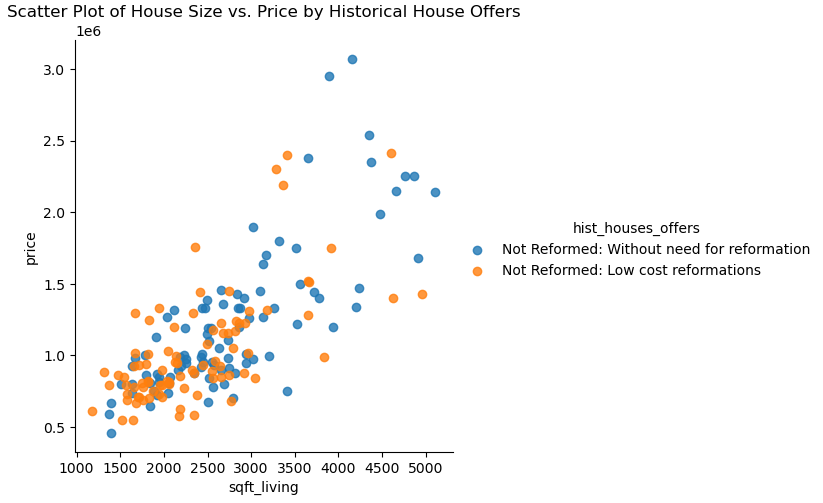 Scatter Plot of House Size vs. Price by Historical House Offers
1e6
3.0
2.5
2.0
1.5
1.0
0.5
price
1000 1500 2000 2500 3000 3500 4000 4500 5000
sqft_living
hist_houses_offers
Not Reformed: Without need for reformation
Not Reformed: Low cost reformations